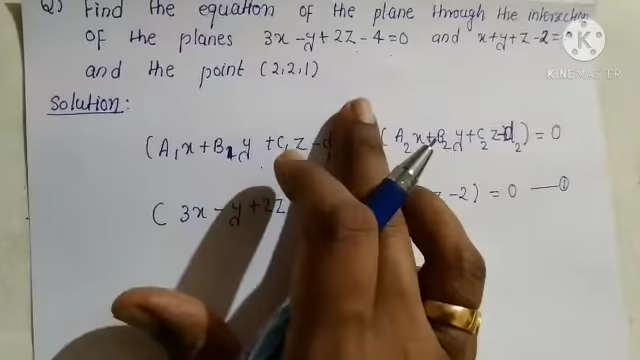 Q) Find the equation of the plane through the intersection
of the planes 3x - y + 2z - 4 = 0 and x + y + z - 2 =
and the point (2,2,1)
Solution:
(A₁x + B₁y + C₁z - d₁ (A₂x + B₂y + C₂z - d₂) = 0
( 3x - y + 2z z - 2) = 0 — ①
KINEMASTER